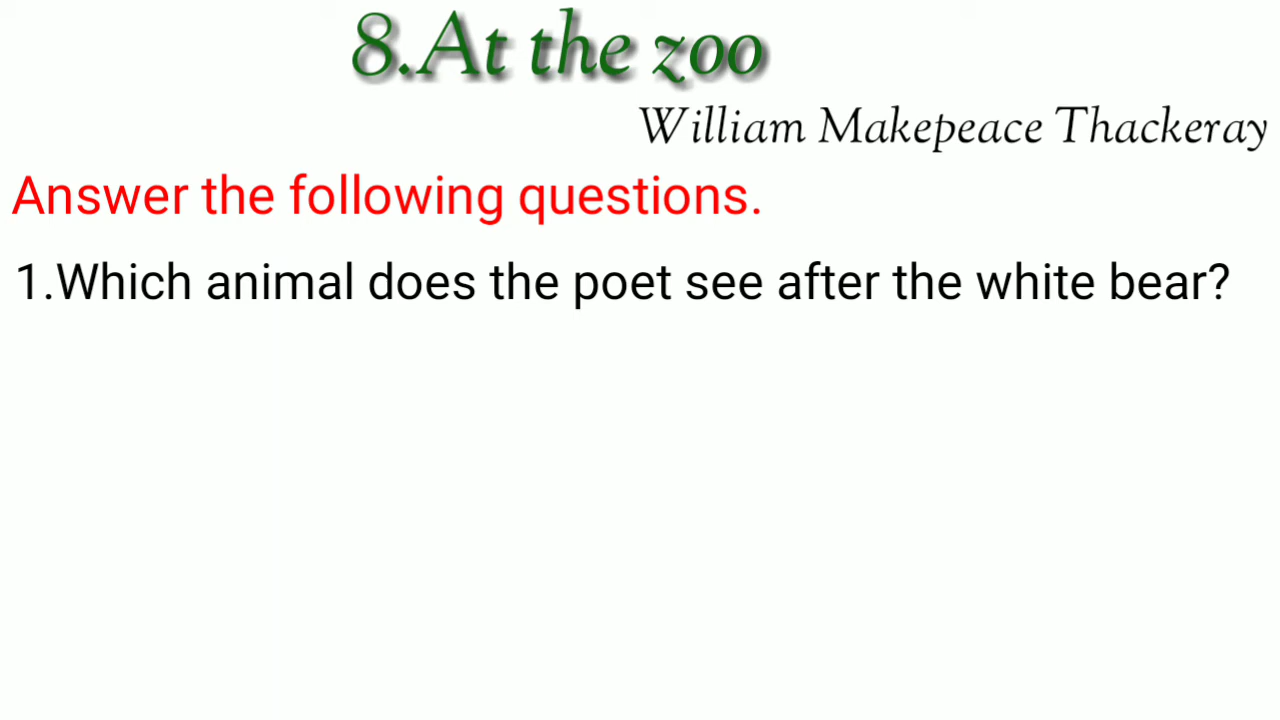 8.At the zoo
William Makepeace Thackeray
Answer the following questions.
1.Which animal does the poet see after the white bear?